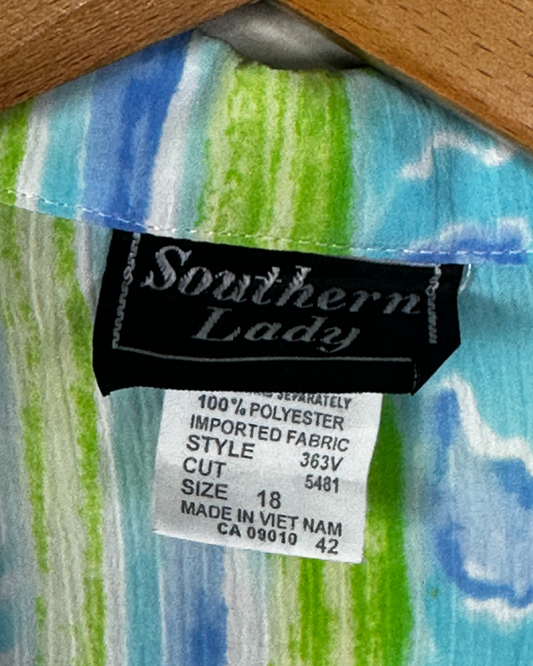 Southern
Lady
SEPARATELY
100% POLYESTER
IMPORTED FABRIC
STYLE 363V
CUT 5481
SIZE 18
MADE IN VIET NAM
CA 09010 42